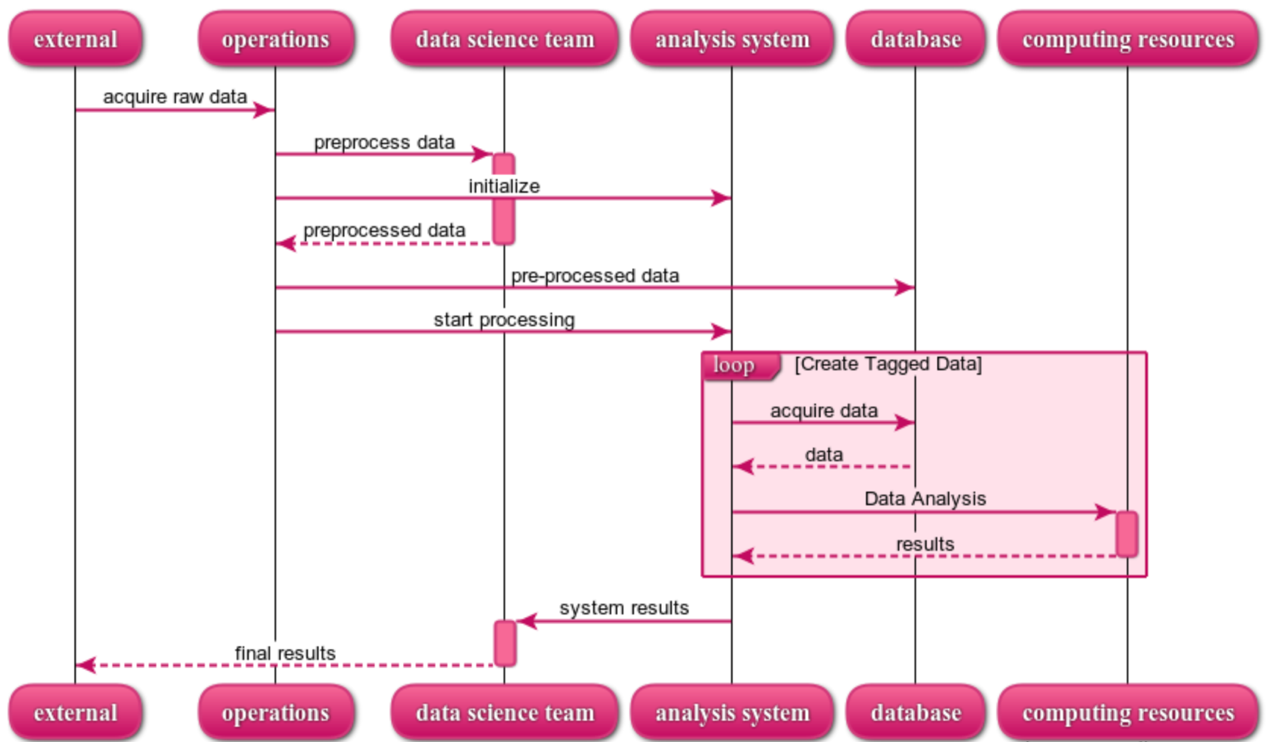 external operations data science team analysis system database computing resources
acquire raw data
preprocess data
initialize
preprocessed data
pre-processed data
start processing
loop [Create Tagged Data]
acquire data
data
Data Analysis
results
system results
final results
external operations data science team analysis system database computing resources